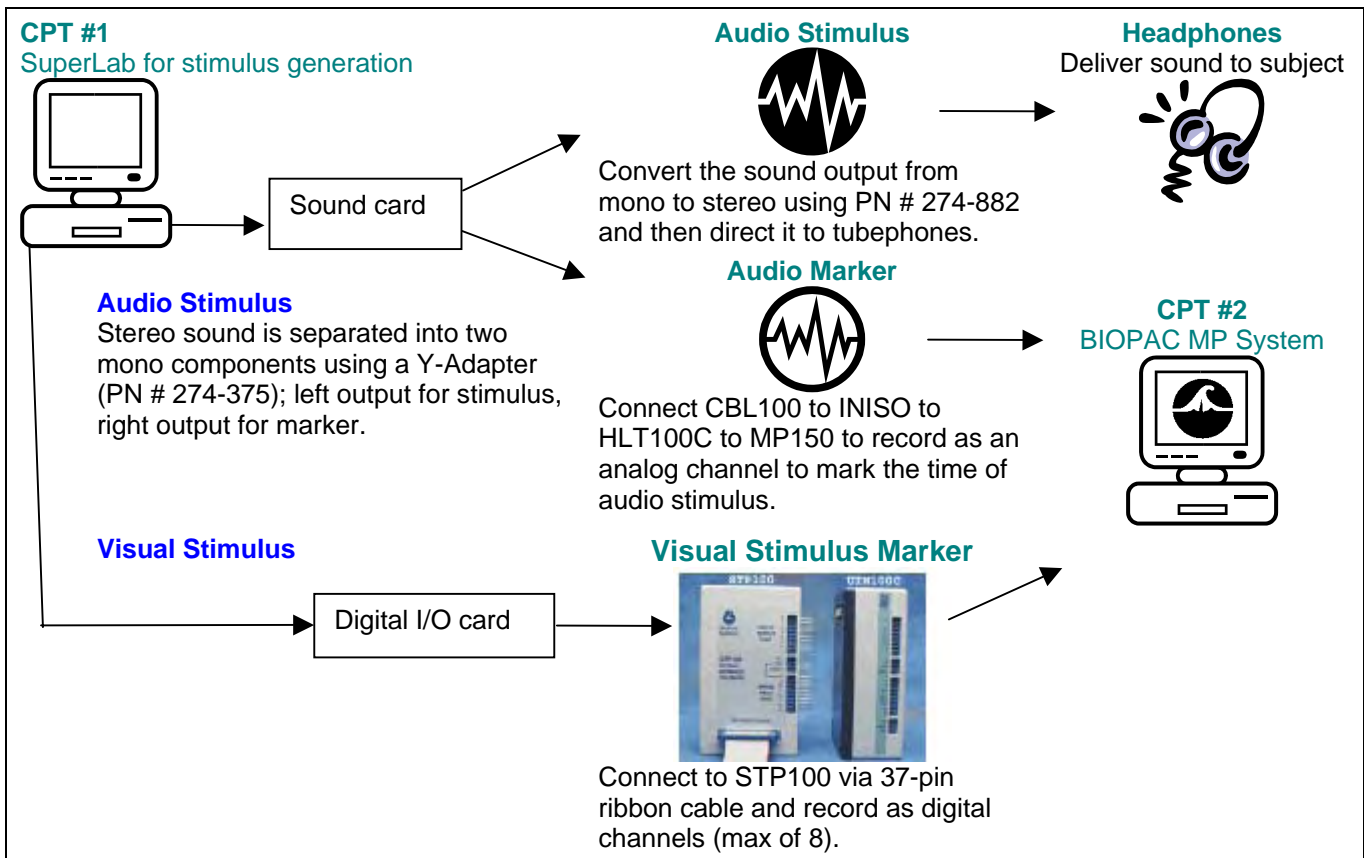 CPT #1
SuperLab for stimulus generation
Audio Stimulus
Headphones
Deliver sound to subject
Sound card
Convert the sound output from
mono to stereo using PN # 274-882
and then direct it to tubephones.
Audio Marker
Audio Stimulus
Stereo sound is separated into two
mono components using a Y-Adapter
(PN # 274-375); left output for stimulus,
right output for marker.
CPT #2
BIOPAC MP System
Connect CBL100 to INISO to
HLT100C to MP150 to record as an
analog channel to mark the time of
audio stimulus.
Visual Stimulus
Visual Stimulus Marker
STP100
UIM100C
Digital I/O card
Connect to STP100 via 37-pin
ribbon cable and record as digital
channels (max of 8).